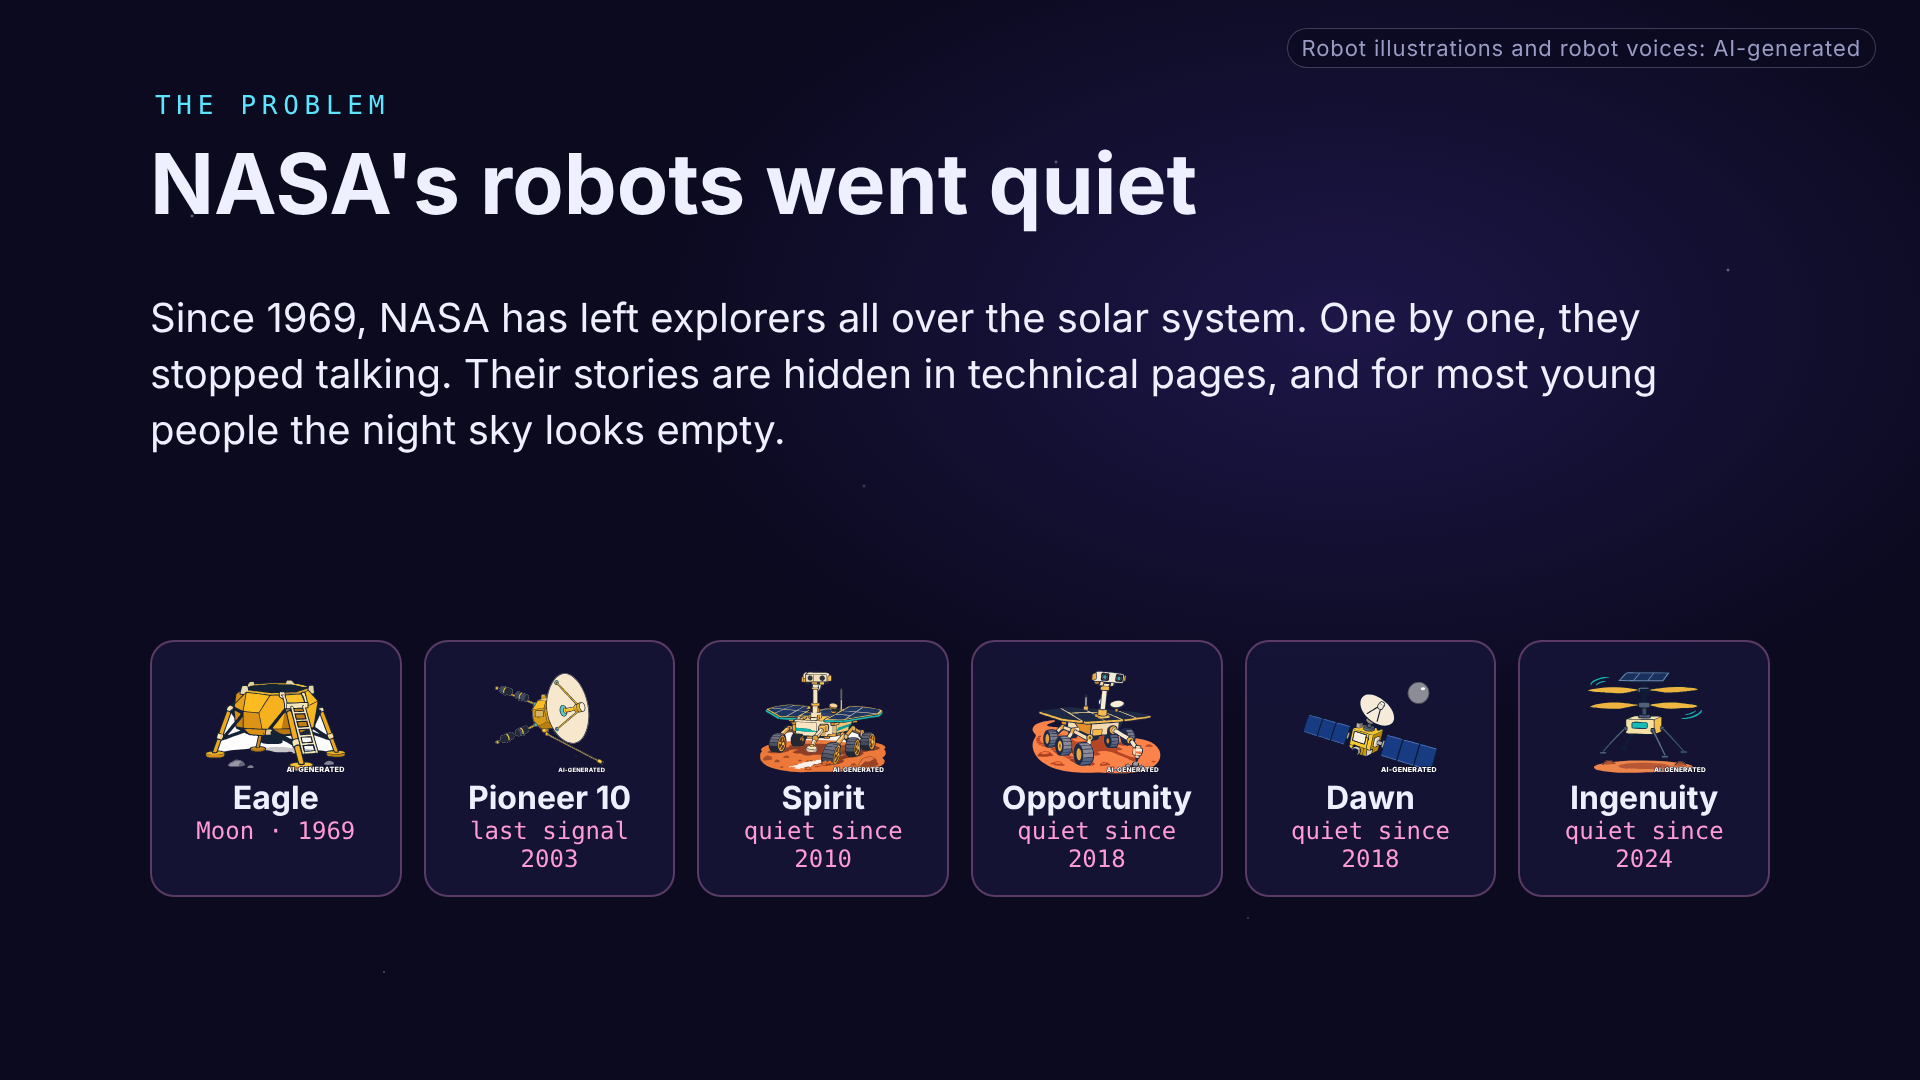 Robot illustrations and robot voices: AI-generated
THE PROBLEM
NASA's robots went quiet
Since 1969, NASA has left explorers all over the solar system. One by one, they
stopped talking. Their stories are hidden in technical pages, and for most young
people the night sky looks empty.
AI-GENERATED
Eagle
Moon · 1969
AI-GENERATED
Pioneer 10
last signal
2003
AI-GENERATED
Spirit
quiet since
2010
AI-GENERATED
Opportunity
quiet since
2018
AI-GENERATED
Dawn
quiet since
2018
AI-GENERATED
Ingenuity
quiet since
2024